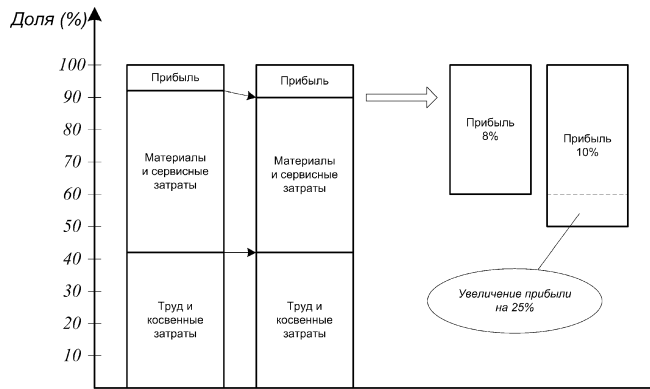 Доля (%)
100
90
80
70
60
50
40
30
20
10
Прибыль
Материалы
и сервисные
затраты
Труд и
косвенные
затраты
Прибыль
Материалы
и сервисные
затраты
Труд и
косвенные
затраты
Прибыль
8%
Прибыль
10%
Увеличение прибыли
на 25%